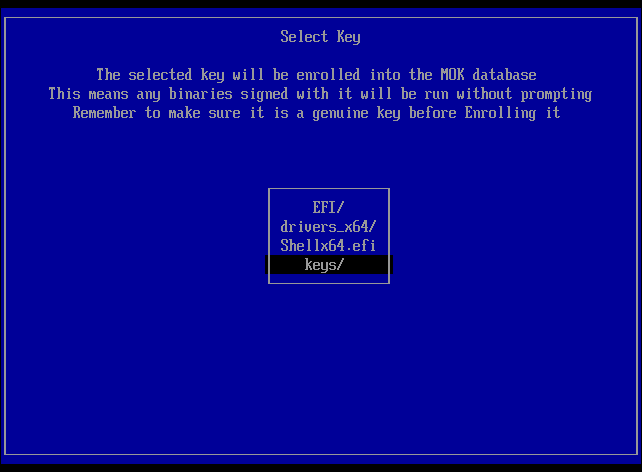 Select Key
The selected key will be enrolled into the MOK database
This means any binaries signed with it will be run without prompting
Remember to make sure it is a genuine key before Enrolling it
EFI/
drivers_x64/
Shellx64.efi
keys/